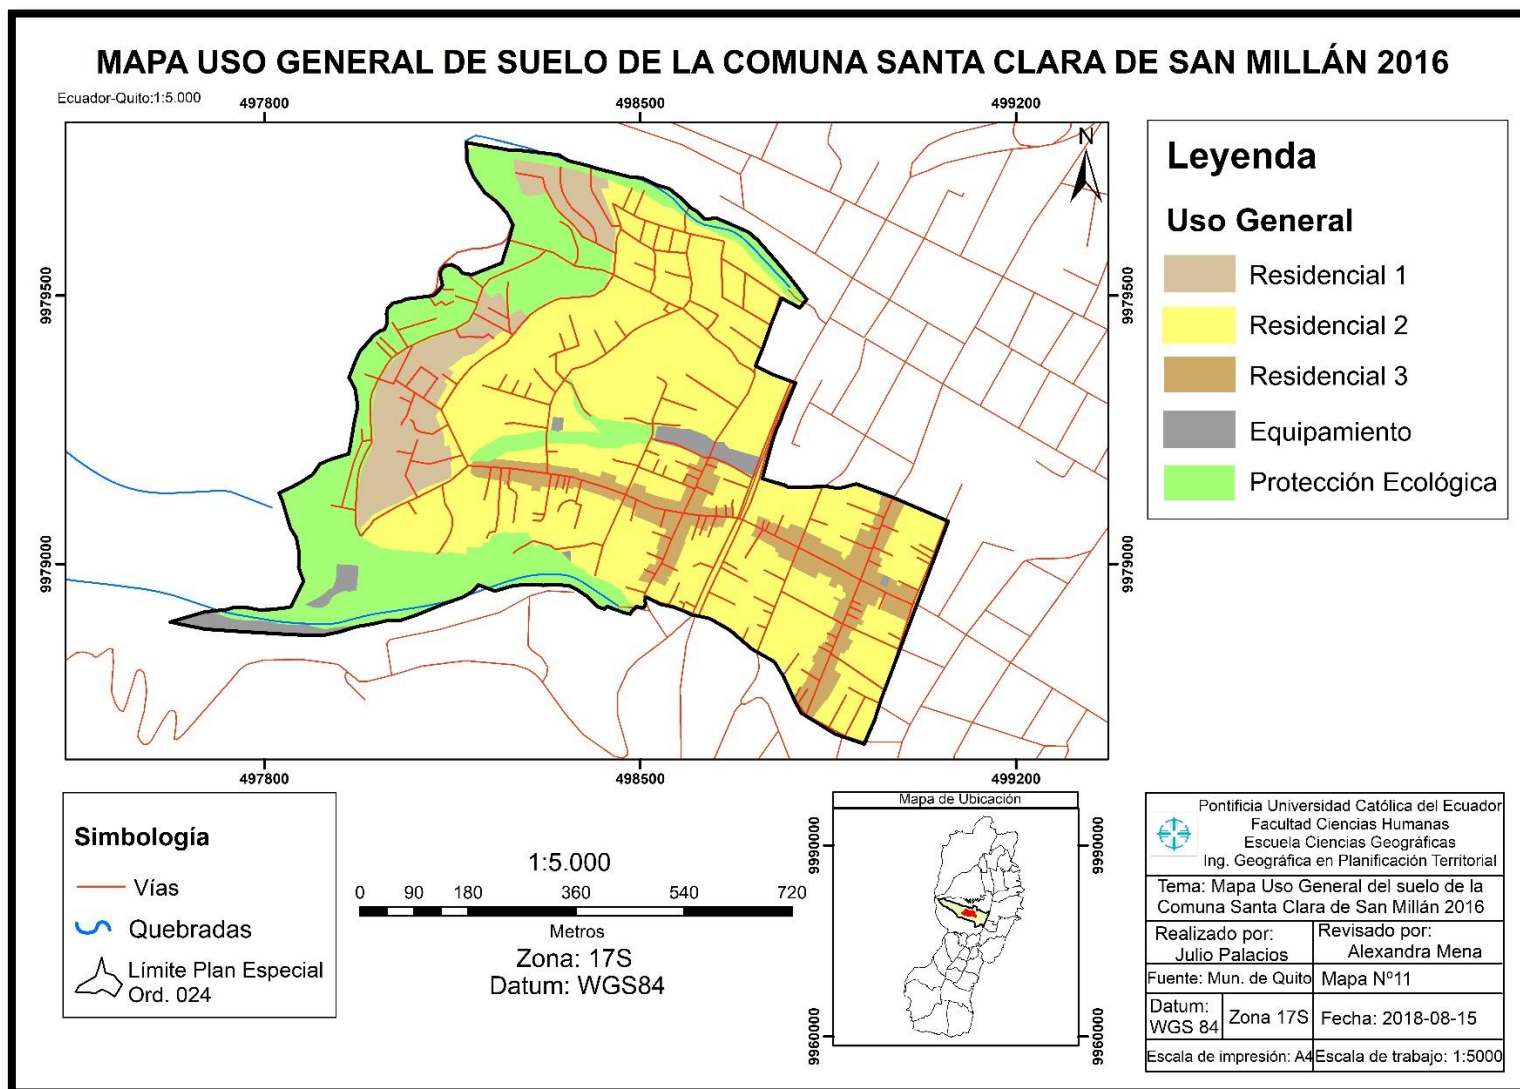 MAPA USO GENERAL DE SUELO DE LA COMUNA SANTA CLARA DE SAN MILLÁN 2016
Ecuador-Quito:1:5.000
497800
498500
499200
N
9979500
9979500
9979000
9979000
497800
498500
499200
Leyenda
Uso General
Residencial 1
Residencial 2
Residencial 3
Equipamiento
Protección Ecológica
Simbología
Vías
Quebradas
Límite Plan Especial
Ord. 024
1:5.000
0 90 180 360 540 720
Metros
Zona: 17S
Datum: WGS84
Mapa de Ubicación
9990000
9990000
9960000
9960000
Pontificia Universidad Católica del Ecuador
Facultad Ciencias Humanas
Escuela Ciencias Geográficas
Ing. Geográfica en Planificación Territorial
Tema: Mapa Uso General del suelo de la
Comuna Santa Clara de San Millán 2016
Realizado por:
Julio Palacios
Revisado por:
Alexandra Mena
Fuente: Mun. de Quito
Mapa Nº11
Datum:
WGS 84
Zona 17S
Fecha: 2018-08-15
Escala de impresión: A4
Escala de trabajo: 1:5000